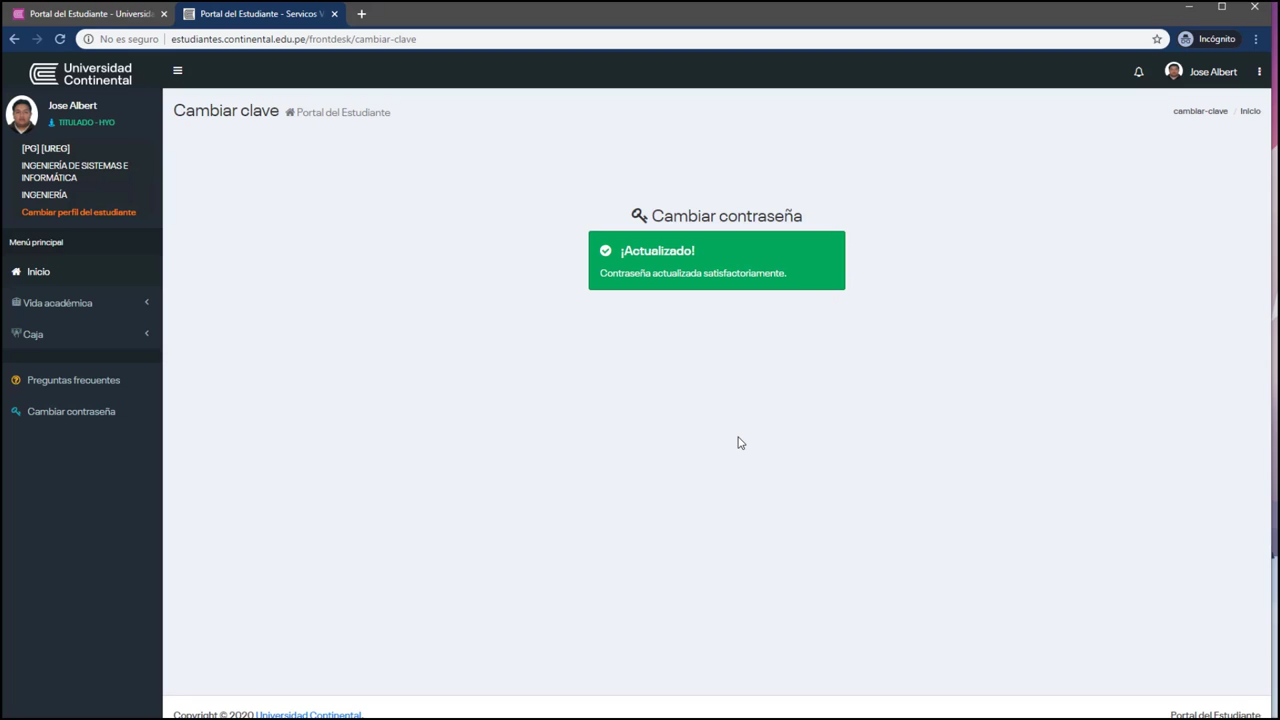 Portal del Estudiante - Universida
Portal del Estudiante - Servicos V
No es seguro
estudiantes.continental.edu.pe/frontdesk/cambiar-clave
Incógnito
Universidad
Continental
Jose Albert
Jose Albert
TITULADO - HYO
[PG] [UREG]
INGENIERÍA DE SISTEMAS E
INFORMÁTICA
INGENIERÍA
Cambiar perfil del estudiante
Menú principal
Inicio
Vida académica
Caja
Preguntas frecuentes
Cambiar contraseña
Cambiar clave Portal del Estudiante
cambiar-clave / Inicio
Cambiar contraseña
¡Actualizado!
Contraseña actualizada satisfactoriamente.
Copyright © 2020 Universidad Continental.
Portal del Estudiante